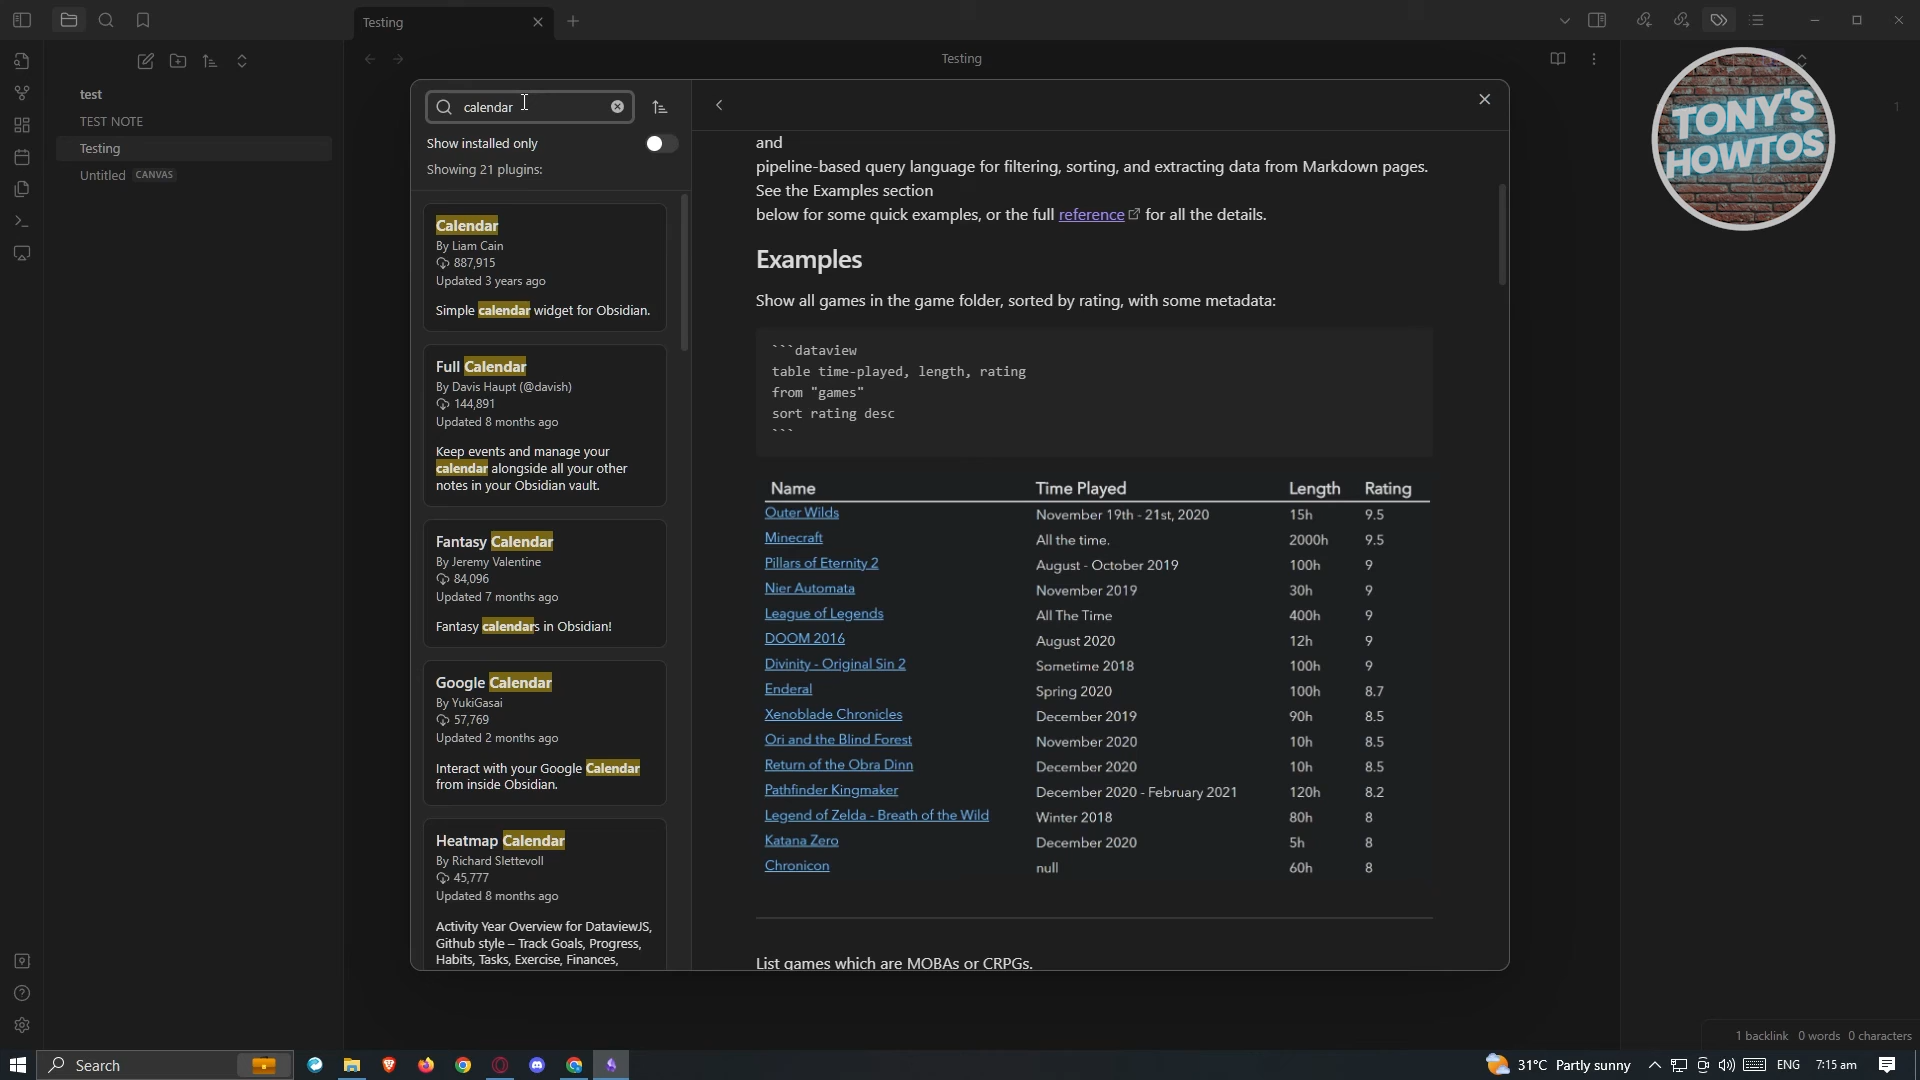 Testing
Testing
TONY'S
HOWTOS
test
TEST NOTE
Testing
Untitled CANVAS
calendar
Show installed only
Showing 21 plugins:
Calendar
By Liam Cain
887,915
Updated 3 years ago
Simple calendar widget for Obsidian.
Full Calendar
By Davis Haupt (@davish)
144,891
Updated 8 months ago
Keep events and manage your
calendar alongside all your other
notes in your Obsidian vault.
Fantasy Calendar
By Jeremy Valentine
84,096
Updated 7 months ago
Fantasy calendars in Obsidian!
Google Calendar
By YukiGasai
57,769
Updated 2 months ago
Interact with your Google Calendar
from inside Obsidian.
Heatmap Calendar
By Richard Slettevoll
45,777
Updated 8 months ago
Activity Year Overview for DataviewJS,
Github style – Track Goals, Progress,
Habits, Tasks, Exercise, Finances,
and
pipeline-based query language for filtering, sorting, and extracting data from Markdown pages.
See the Examples section
below for some quick examples, or the full reference for all the details.
Examples
Show all games in the game folder, sorted by rating, with some metadata:
```dataview
table time-played, length, rating
from "games"
sort rating desc
```
Name Time Played Length Rating
Outer Wilds November 19th - 21st, 2020 15h 9.5
Minecraft All the time. 2000h 9.5
Pillars of Eternity 2 August - October 2019 100h 9
Nier Automata November 2019 30h 9
League of Legends All The Time 400h 9
DOOM 2016 August 2020 12h 9
Divinity - Original Sin 2 Sometime 2018 100h 9
Enderal Spring 2020 100h 8.7
Xenoblade Chronicles December 2019 90h 8.5
Ori and the Blind Forest November 2020 10h 8.5
Return of the Obra Dinn December 2020 10h 8.5
Pathfinder Kingmaker December 2020 - February 2021 120h 8.2
Legend of Zelda - Breath of the Wild Winter 2018 80h 8
Katana Zero December 2020 5h 8
Chronicon null 60h 8
List games which are MOBAs or CRPGs.
1
1 backlink 0 words 0 characters
Search
31°C Partly sunny
ENG
7:15 am